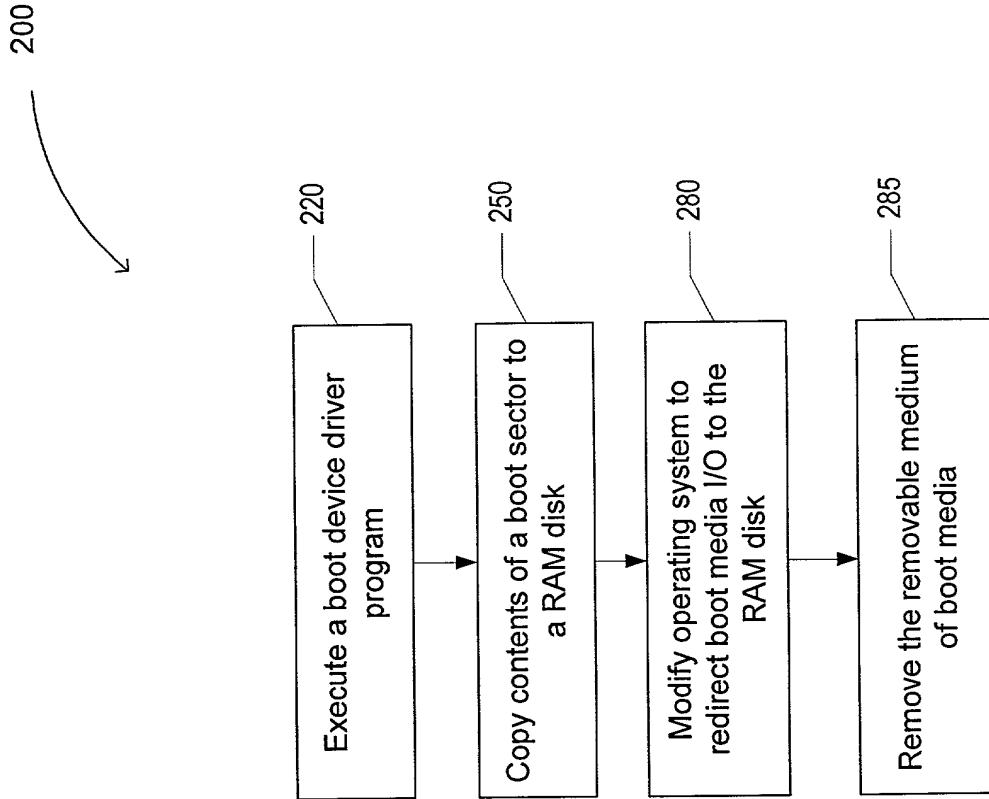 200
220
Execute a boot device driver
program
250
Copy contents of a boot sector to
a RAM disk
280
Modify operating system to
redirect boot media I/O to the
RAM disk
285
Remove the removable medium
of boot media